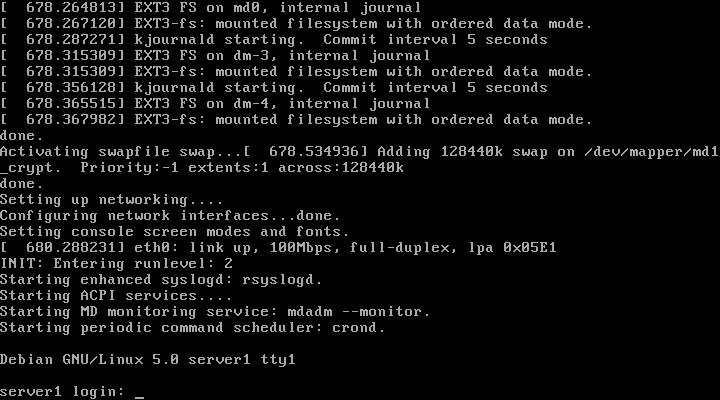 [  678.264813] EXT3 FS on md0, internal journal
[  678.267120] EXT3-fs: mounted filesystem with ordered data mode.
[  678.287271] kjournald starting.  Commit interval 5 seconds
[  678.315309] EXT3 FS on dm-3, internal journal
[  678.315309] EXT3-fs: mounted filesystem with ordered data mode.
[  678.356128] kjournald starting.  Commit interval 5 seconds
[  678.365515] EXT3 FS on dm-4, internal journal
[  678.367982] EXT3-fs: mounted filesystem with ordered data mode.
done.
Activating swapfile swap...[  678.534936] Adding 128440k swap on /dev/mapper/md1
_crypt.  Priority:-1 extents:1 across:128440k
done.
Setting up networking....
Configuring network interfaces...done.
Setting console screen modes and fonts.
[  680.288231] eth0: link up, 100Mbps, full-duplex, lpa 0x05E1
INIT: Entering runlevel: 2
Starting enhanced syslogd: rsyslogd.
Starting ACPI services....
Starting MD monitoring service: mdadm --monitor.
Starting periodic command scheduler: crond.

Debian GNU/Linux 5.0 server1 tty1

server1 login: _